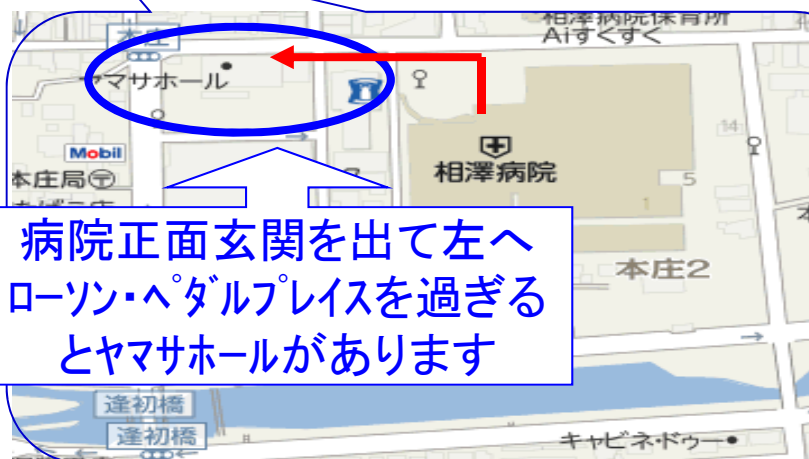 相澤病院保育所
Aiすくすく
本庄
ヤマサホール
Mobil
本庄局
相澤病院
14
5
1
本庄2
病院正面玄関を出て左へ
ローソン・ペダルプレイスを過ぎる
とヤマサホールがあります
逢初橋
逢初橋
キャビネ・ドゥー